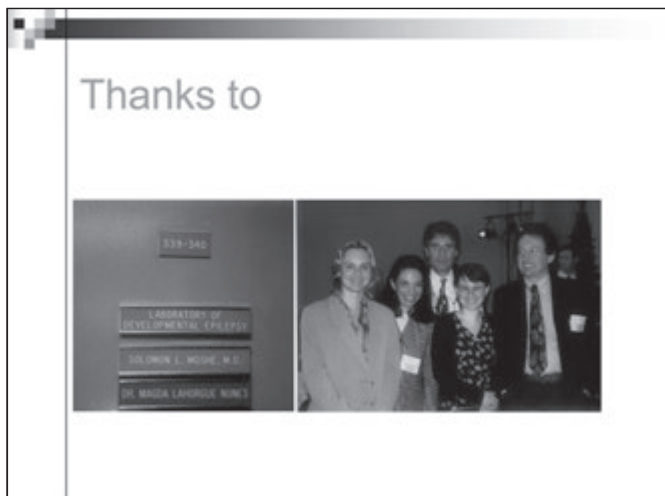 Thanks to
339-340
LABORATORY OF
DEVELOPMENTAL EPILEPSY
SOLOMON L. MOSHE, M.D.
DR. MAGDA LAHORGUE NUNES